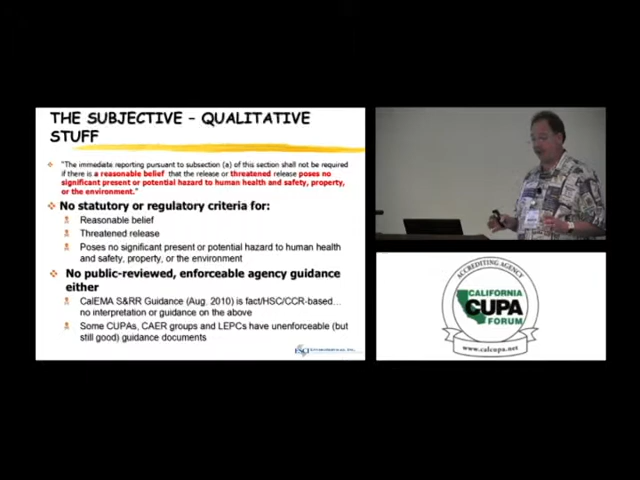 THE SUBJECTIVE – QUALITATIVE
STUFF
"The immediate reporting pursuant to subsection (a) of this section shall not be required
if there is a reasonable belief that the release or threatened release poses no
significant present or potential hazard to human health and safety, property,
or the environment."
No statutory or regulatory criteria for:
Reasonable belief
Threatened release
Poses no significant present or potential hazard to human health
and safety, property, or the environment
No public-reviewed, enforceable agency guidance
either
CalEMA S&RR Guidance (Aug. 2010) is fact/HSC/CCR-based…
no interpretation or guidance on the above
Some CUPAs, CAER groups and LEPCs have unenforceable (but
still good) guidance documents
ACCREDITING AGENCY
CALIFORNIA
CUPA
FORUM
www.calcupa.net